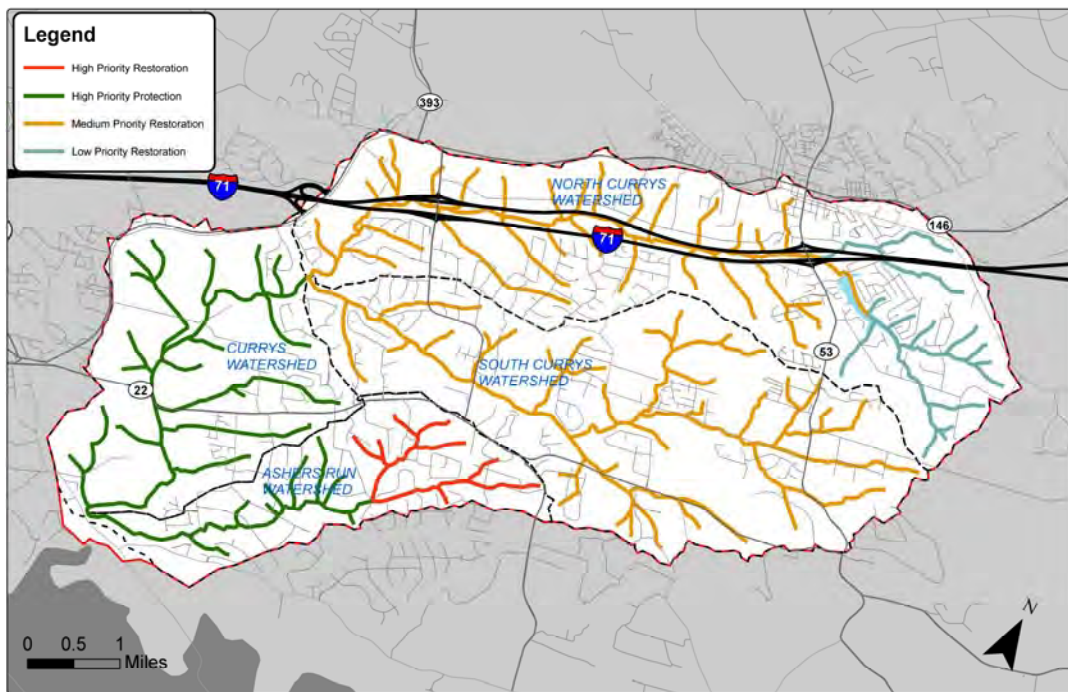 Legend
High Priority Restoration
High Priority Protection
Medium Priority Restoration
Low Priority Restoration
393
71
NORTH CURRYS
WATERSHED
146
71
CURRYS
WATERSHED
SOUTH CURRYS
WATERSHED
53
22
ASHERS RUN
WATERSHED
N
0 0.5 1
Miles